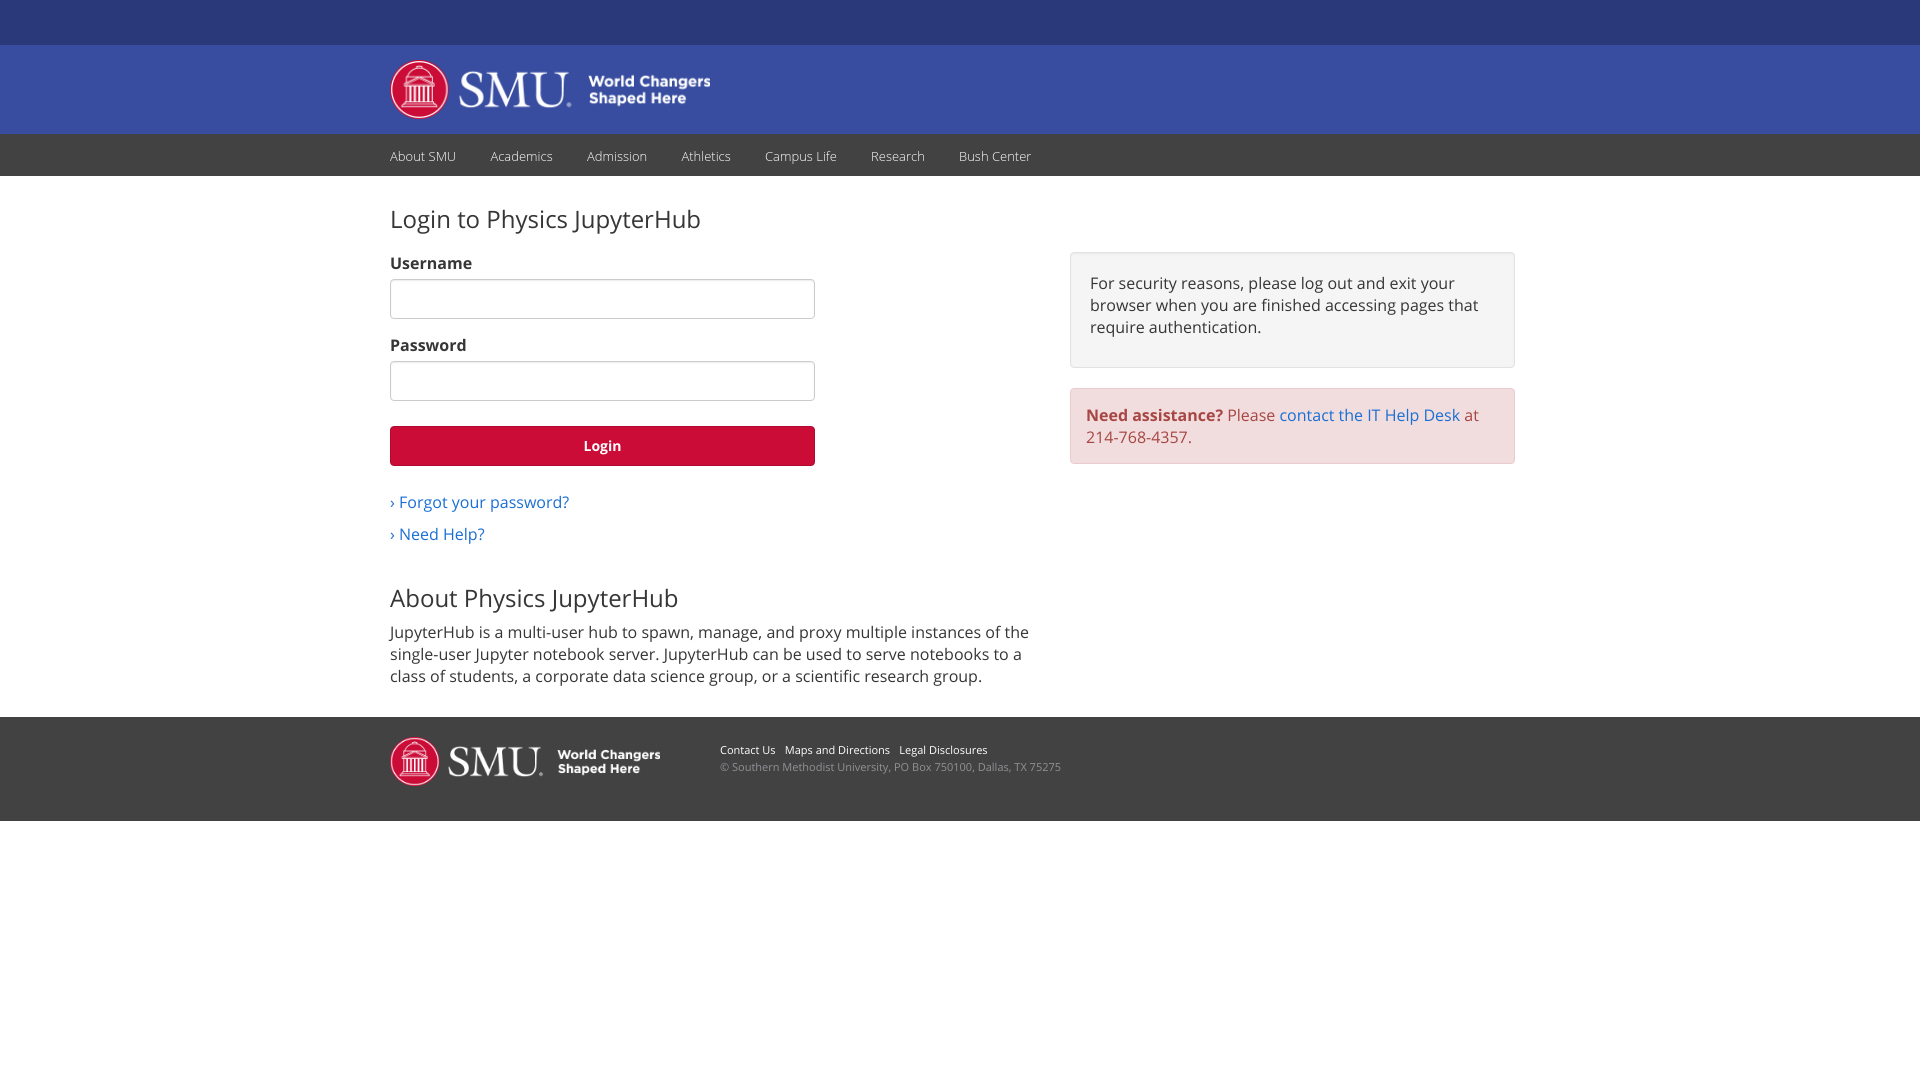 SMU® World Changers
Shaped Here
About SMU Academics Admission Athletics Campus Life Research Bush Center
Login to Physics JupyterHub
Username
Password
Login
› Forgot your password?
› Need Help?
For security reasons, please log out and exit your
browser when you are finished accessing pages that
require authentication.
Need assistance? Please contact the IT Help Desk at
214-768-4357.
About Physics JupyterHub
JupyterHub is a multi-user hub to spawn, manage, and proxy multiple instances of the
single-user Jupyter notebook server. JupyterHub can be used to serve notebooks to a
class of students, a corporate data science group, or a scientific research group.
SMU® World Changers
Shaped Here
Contact Us Maps and Directions Legal Disclosures
© Southern Methodist University, PO Box 750100, Dallas, TX 75275